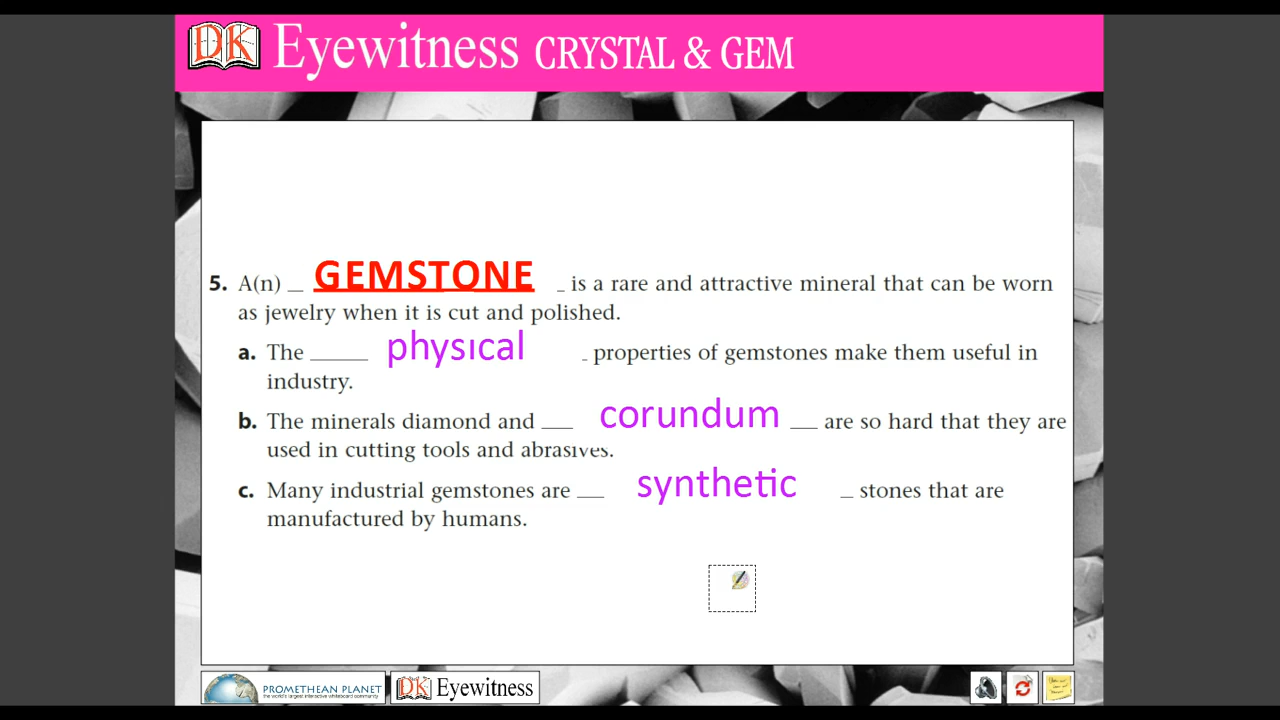 DK Eyewitness CRYSTAL & GEM
5. A(n) __ GEMSTONE _ is a rare and attractive mineral that can be worn
as jewelry when it is cut and polished.
a. The _____ physical _ properties of gemstones make them useful in
industry.
b. The minerals diamond and ___ corundum ___ are so hard that they are
used in cutting tools and abrasives.
c. Many industrial gemstones are ___ synthetic _ stones that are
manufactured by humans.
PROMETHEAN PLANET
the world's largest interactive whiteboard community
DK Eyewitness